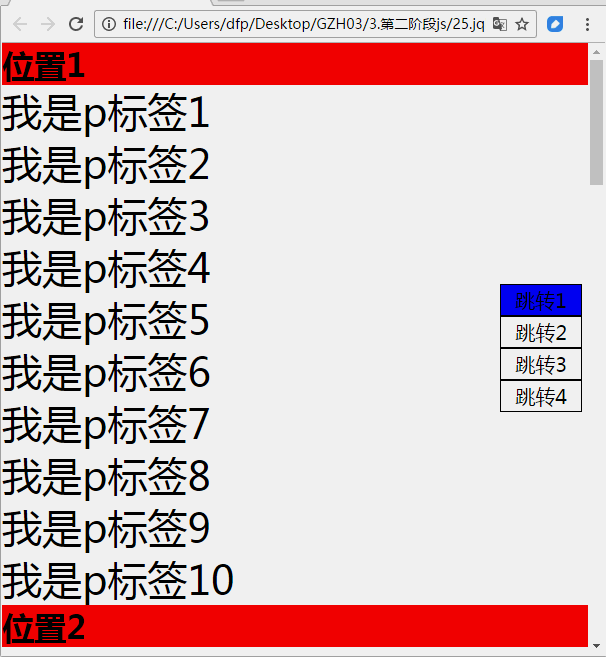 file:///C:/Users/dfp/Desktop/GZH03/3.第二阶段js/25.jq
位置1
我是p标签1
我是p标签2
我是p标签3
我是p标签4
我是p标签5
我是p标签6
我是p标签7
我是p标签8
我是p标签9
我是p标签10
位置2
跳转1
跳转2
跳转3
跳转4